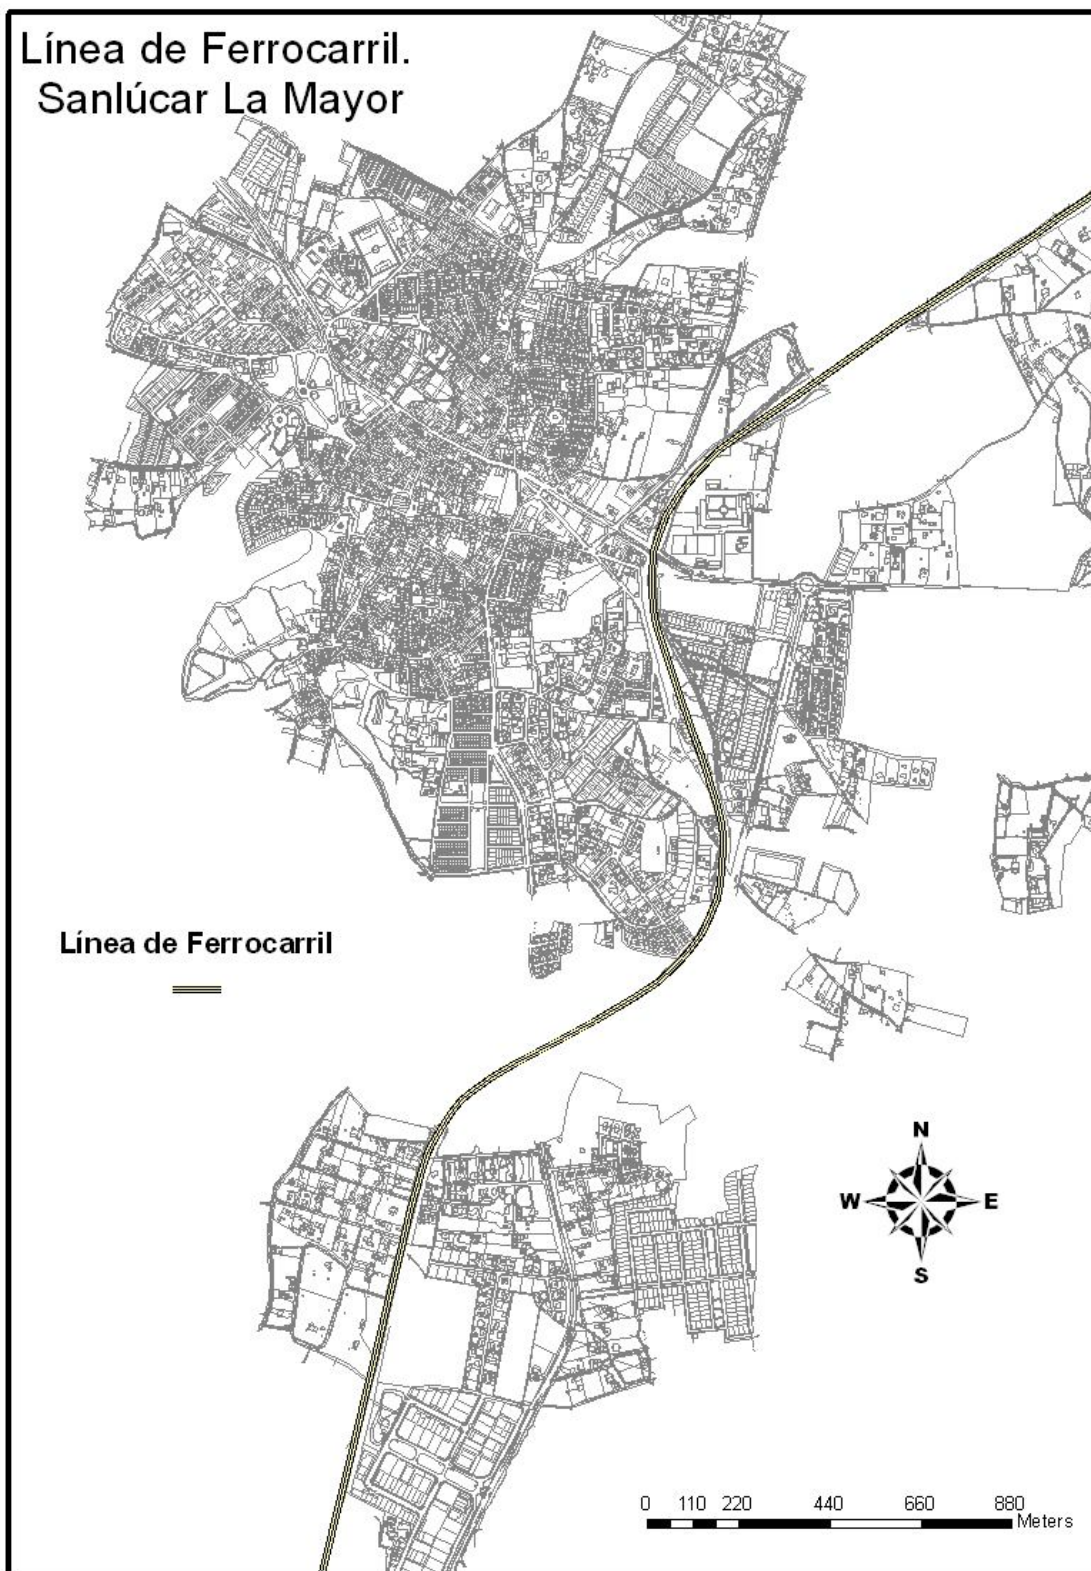 Línea de Ferrocarril.
Sanlúcar La Mayor
Línea de Ferrocarril
N
W E
S
0 110 220 440 660 880
Meters